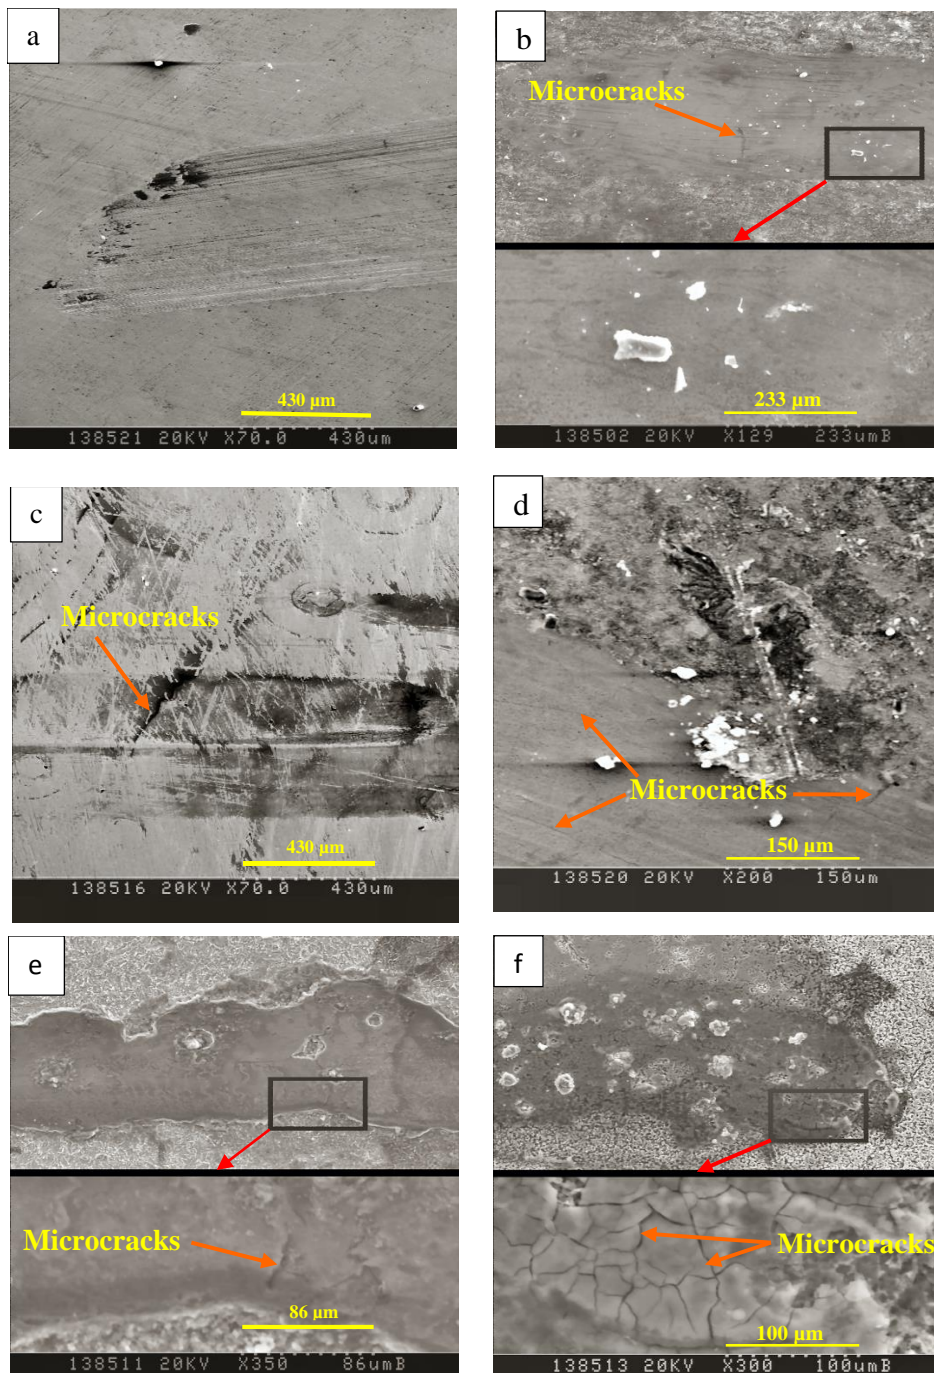 a
430 µm
138521 20KV X70.0 430um
b
Microcracks
233 µm
138502 20KV X129 233umB
c
Microcracks
430 µm
138516 20KV X70.0 430um
d
Microcracks
150 µm
138520 20KV X200 150um
e
Microcracks
86 µm
138511 20KV X350 86umB
f
Microcracks
100 µm
138513 20KV X300 100umB